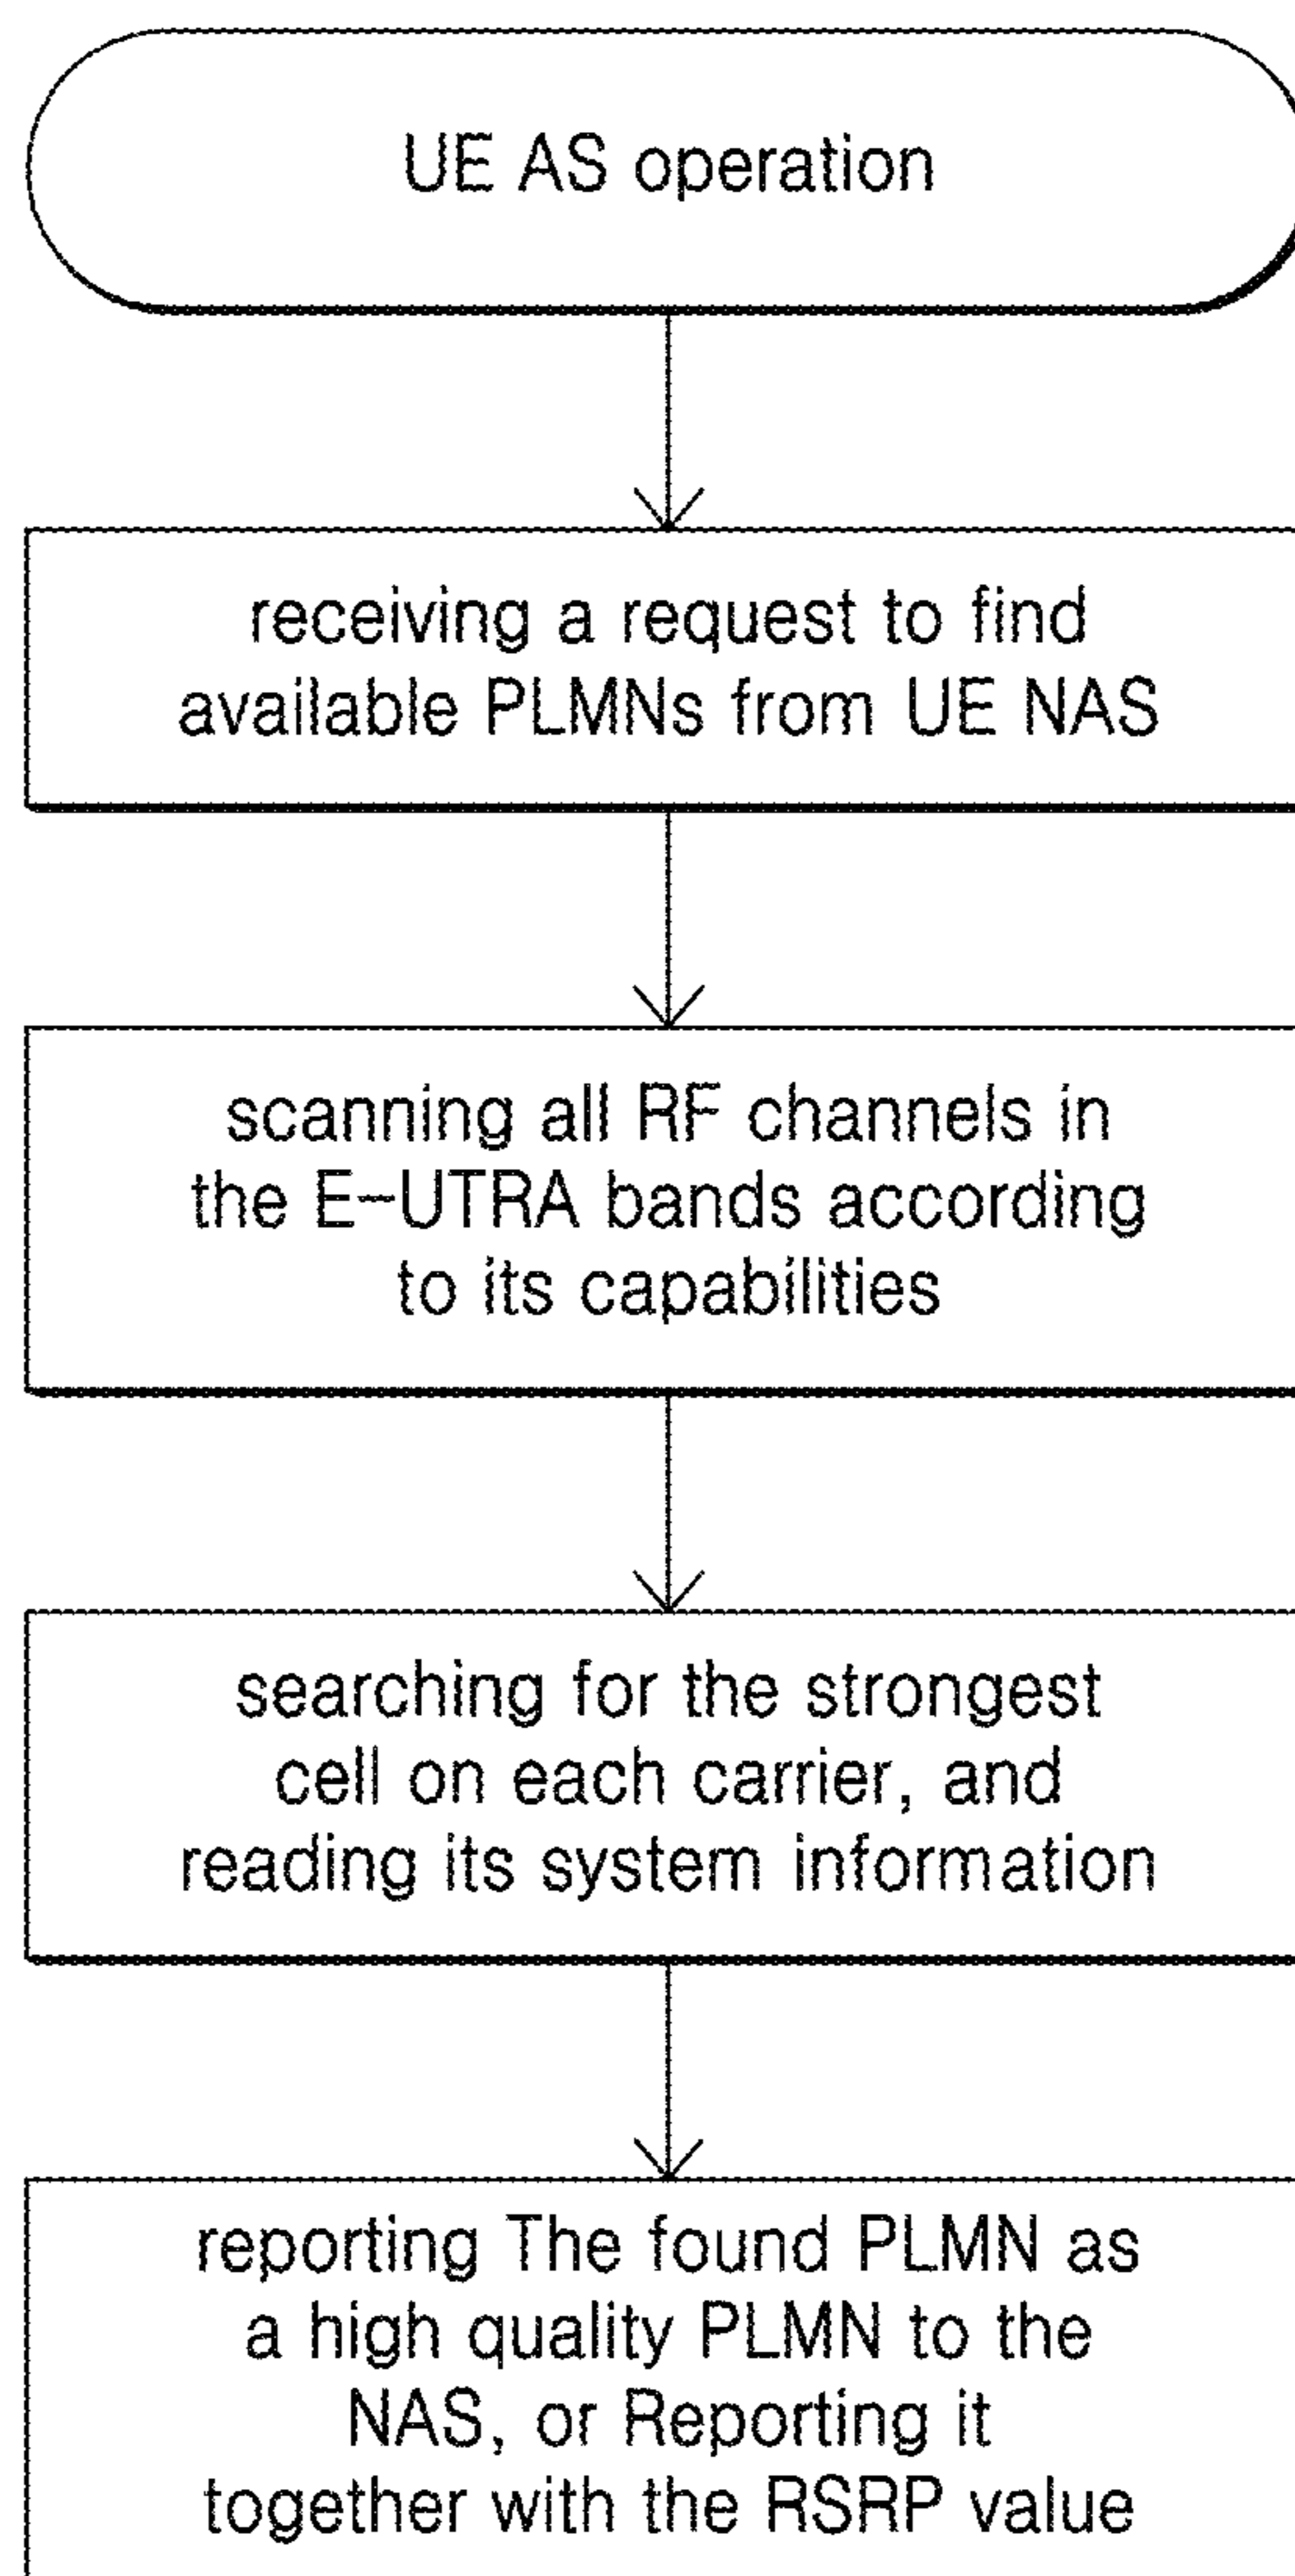 UE AS operation
receiving a request to find
available PLMNs from UE NAS
scanning all RF channels in
the E-UTRA bands according
to its capabilities
searching for the strongest
cell on each carrier, and
reading its system information
reporting The found PLMN as
a high quality PLMN to the
NAS, or Reporting it
together with the RSRP value